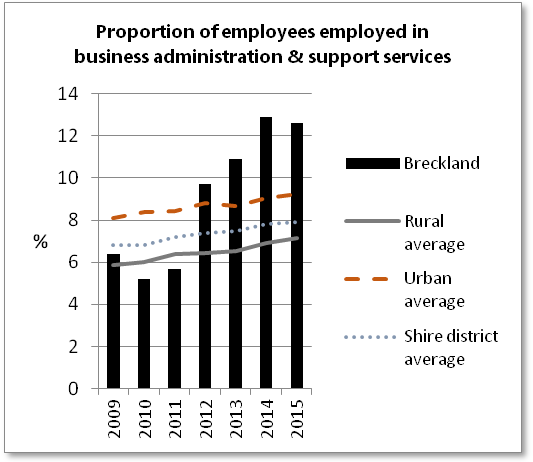 Proportion of employees employed in
business administration & support services
14
12
10
8
6
4
2
0
%
2009
2010
2011
2012
2013
2014
2015
Breckland
Rural
average
Urban
average
Shire district
average